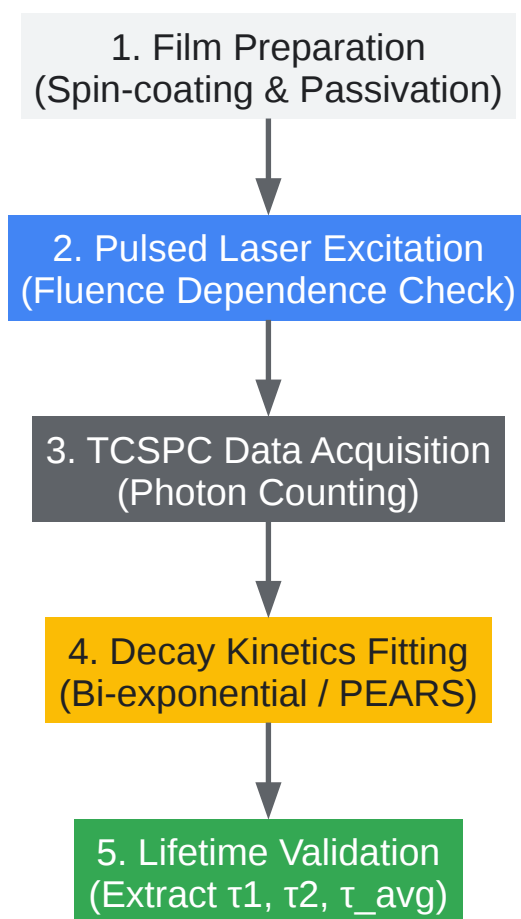 1. Film Preparation
(Spin-coating & Passivation)
2. Pulsed Laser Excitation
(Fluence Dependence Check)
3. TCSPC Data Acquisition
(Photon Counting)
4. Decay Kinetics Fitting
(Bi-exponential / PEARS)
5. Lifetime Validation
(Extract τ1, τ2, τ_avg)